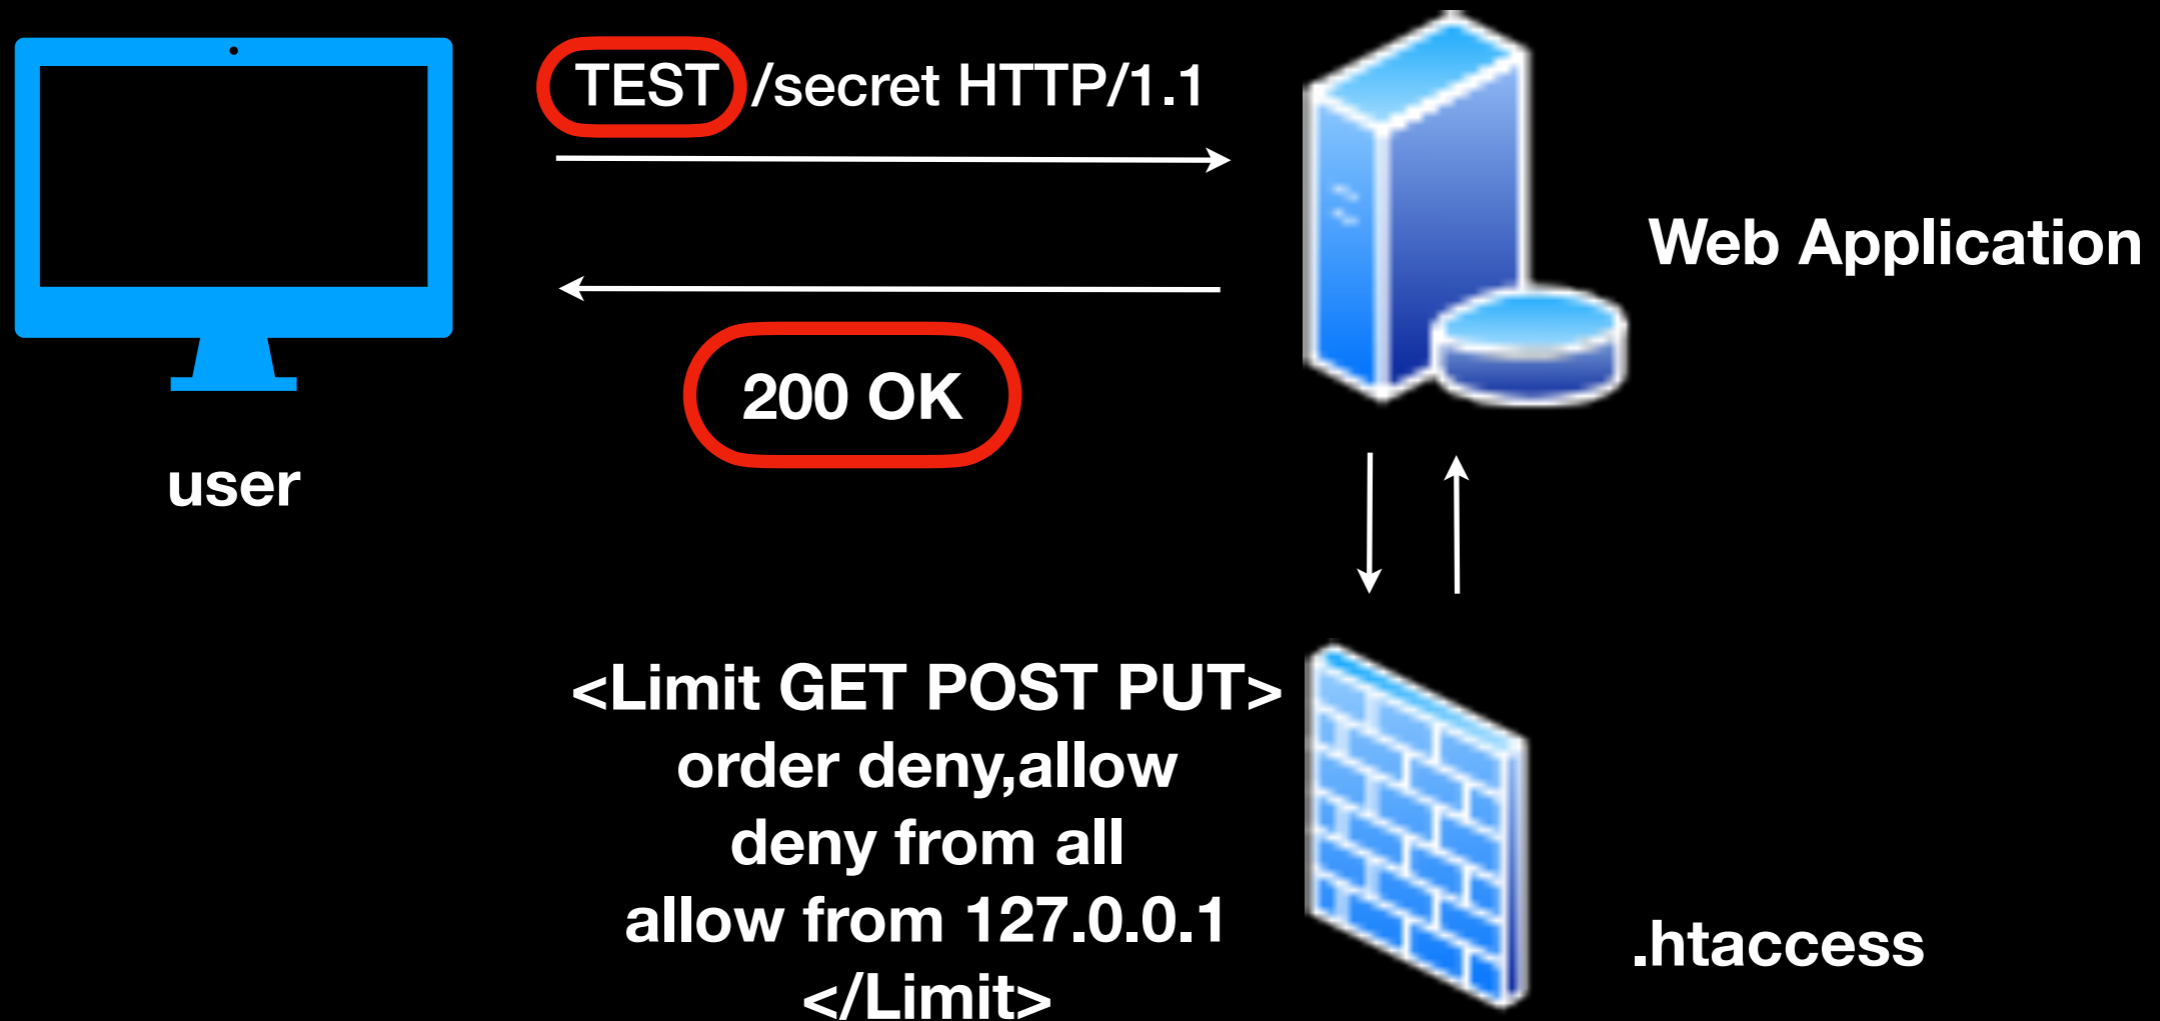 TEST /secret HTTP/1.1
Web Application
200 OK
user
<Limit GET POST PUT>
order deny,allow
deny from all
allow from 127.0.0.1
</Limit>
.htaccess